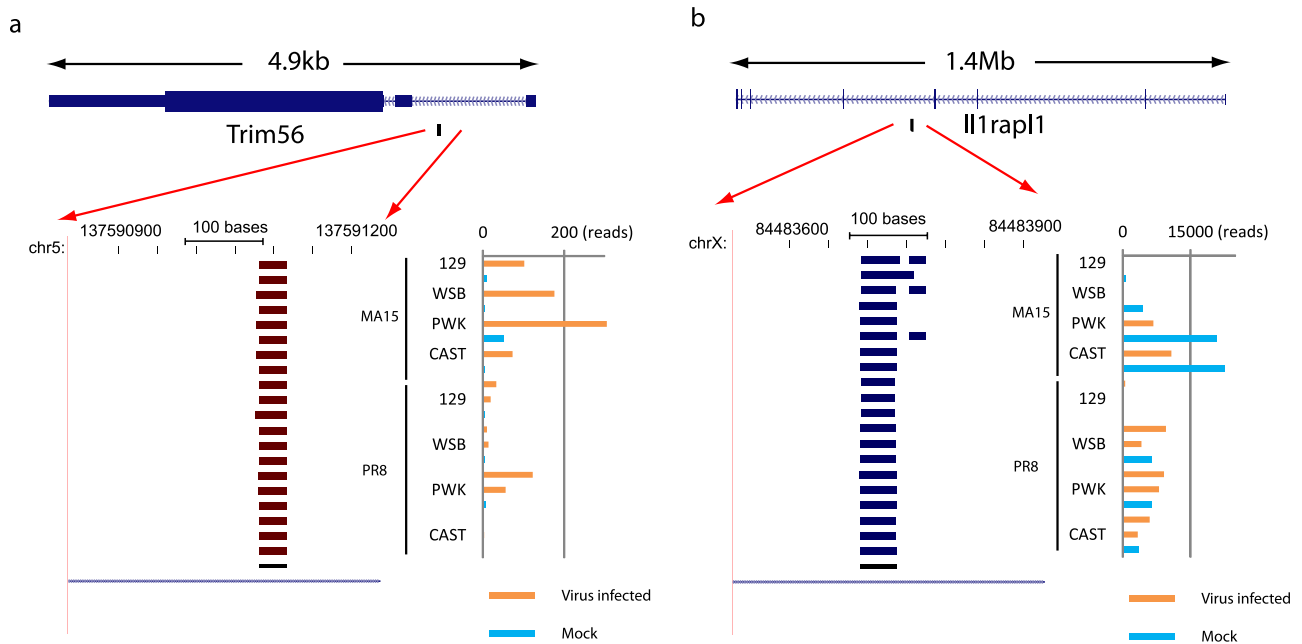 a
4.9kb
Trim56
chr5:
137590900
100 bases
137591200
0
200 (reads)
MA15
129
WSB
PWK
CAST
PR8
129
WSB
PWK
CAST
Virus infected
Mock
b
1.4Mb
Il1rapl1
chrX:
84483600
100 bases
84483900
0
15000 (reads)
MA15
129
WSB
PWK
CAST
PR8
129
WSB
PWK
CAST
Virus infected
Mock